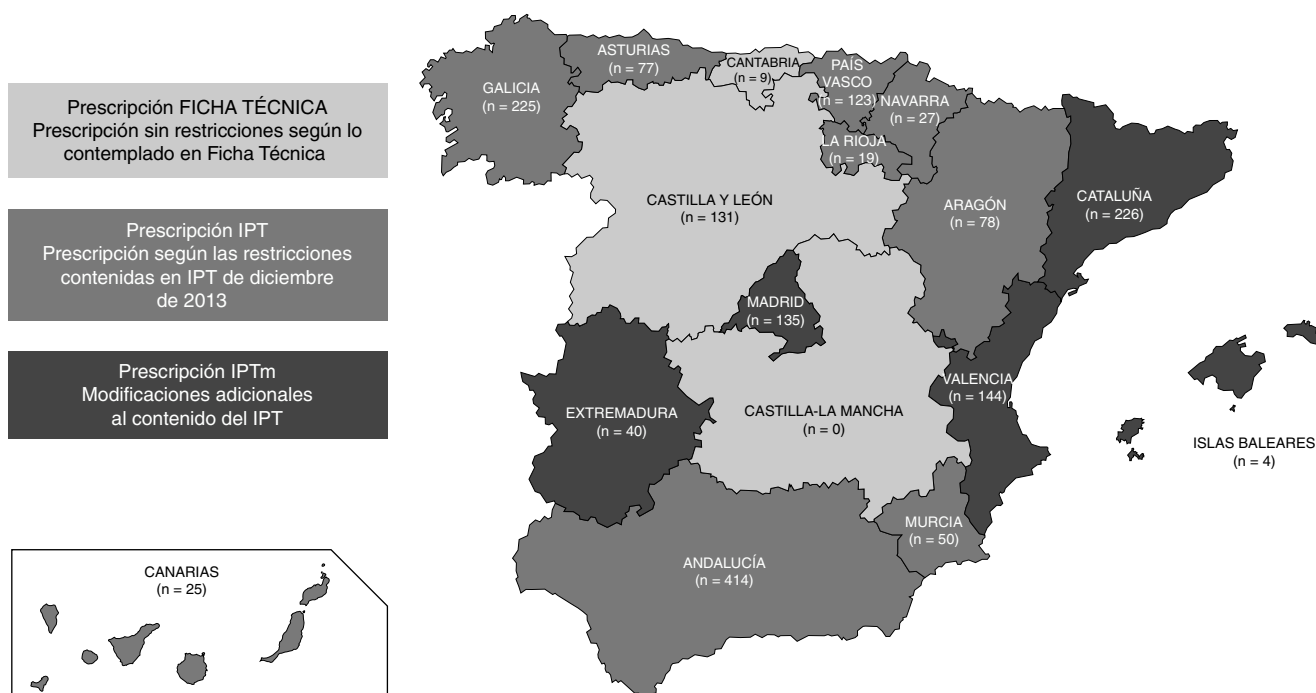 Prescripción FICHA TÉCNICA
Prescripción sin restricciones según lo
contemplado en Ficha Técnica
Prescripción IPT
Prescripción según las restricciones
contenidas en IPT de diciembre
de 2013
Prescripción IPTm
Modificaciones adicionales
al contenido del IPT
GALICIA
(n = 225)
ASTURIAS
(n = 77)
CANTABRIA
(n = 9)
PAÍS
VASCO
(n = 123)
NAVARRA
(n = 27)
LA RIOJA
(n = 19)
CASTILLA Y LEÓN
(n = 131)
ARAGÓN
(n = 78)
CATALUÑA
(n = 226)
MADRID
(n = 135)
EXTREMADURA
(n = 40)
CASTILLA-LA MANCHA
(n = 0)
VALENCIA
(n = 144)
ISLAS BALEARES
(n = 4)
MURCIA
(n = 50)
ANDALUCÍA
(n = 414)
CANARIAS
(n = 25)